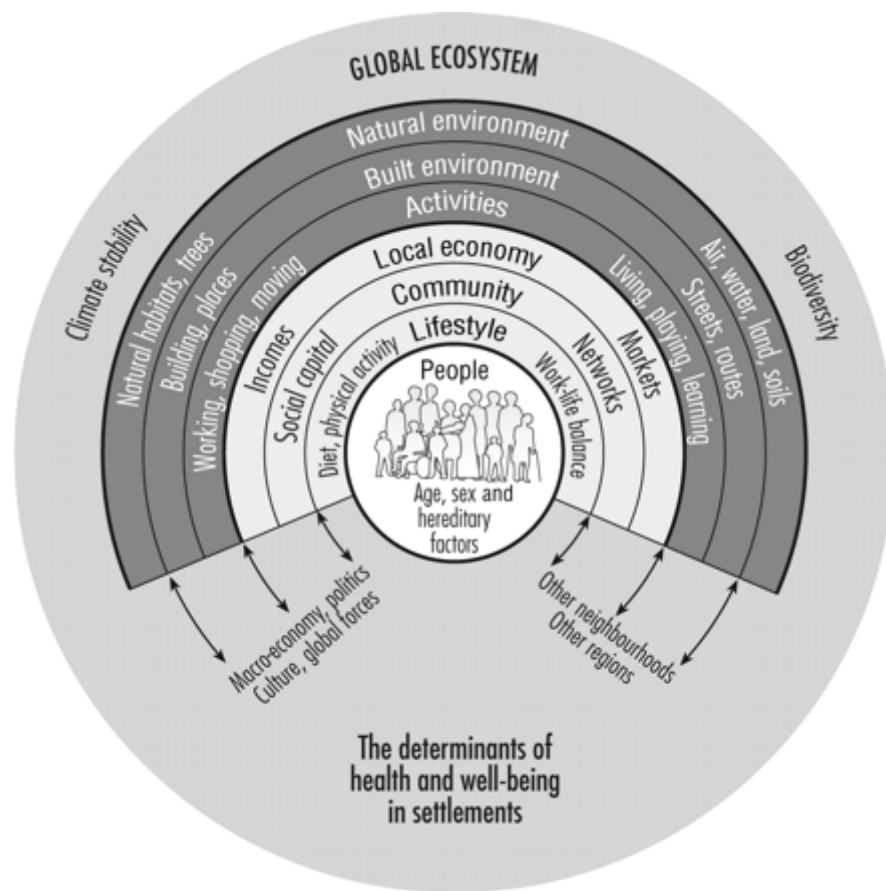 GLOBAL ECOSYSTEM
Climate stability
Biodiversity
Natural environment
Natural habitats, trees
Air, water, land, soils
Built environment
Building, places
Streets, routes
Activities
Working, shopping, moving
Living, playing, learning
Local economy
Incomes
Markets
Community
Social capital
Networks
Lifestyle
Diet, physical activity
Work-life balance
People
Age, sex and
hereditary
factors
Macro-economy, politics
Culture, global forces
Other neighbourhoods
Other regions
The determinants of
health and well-being
in settlements